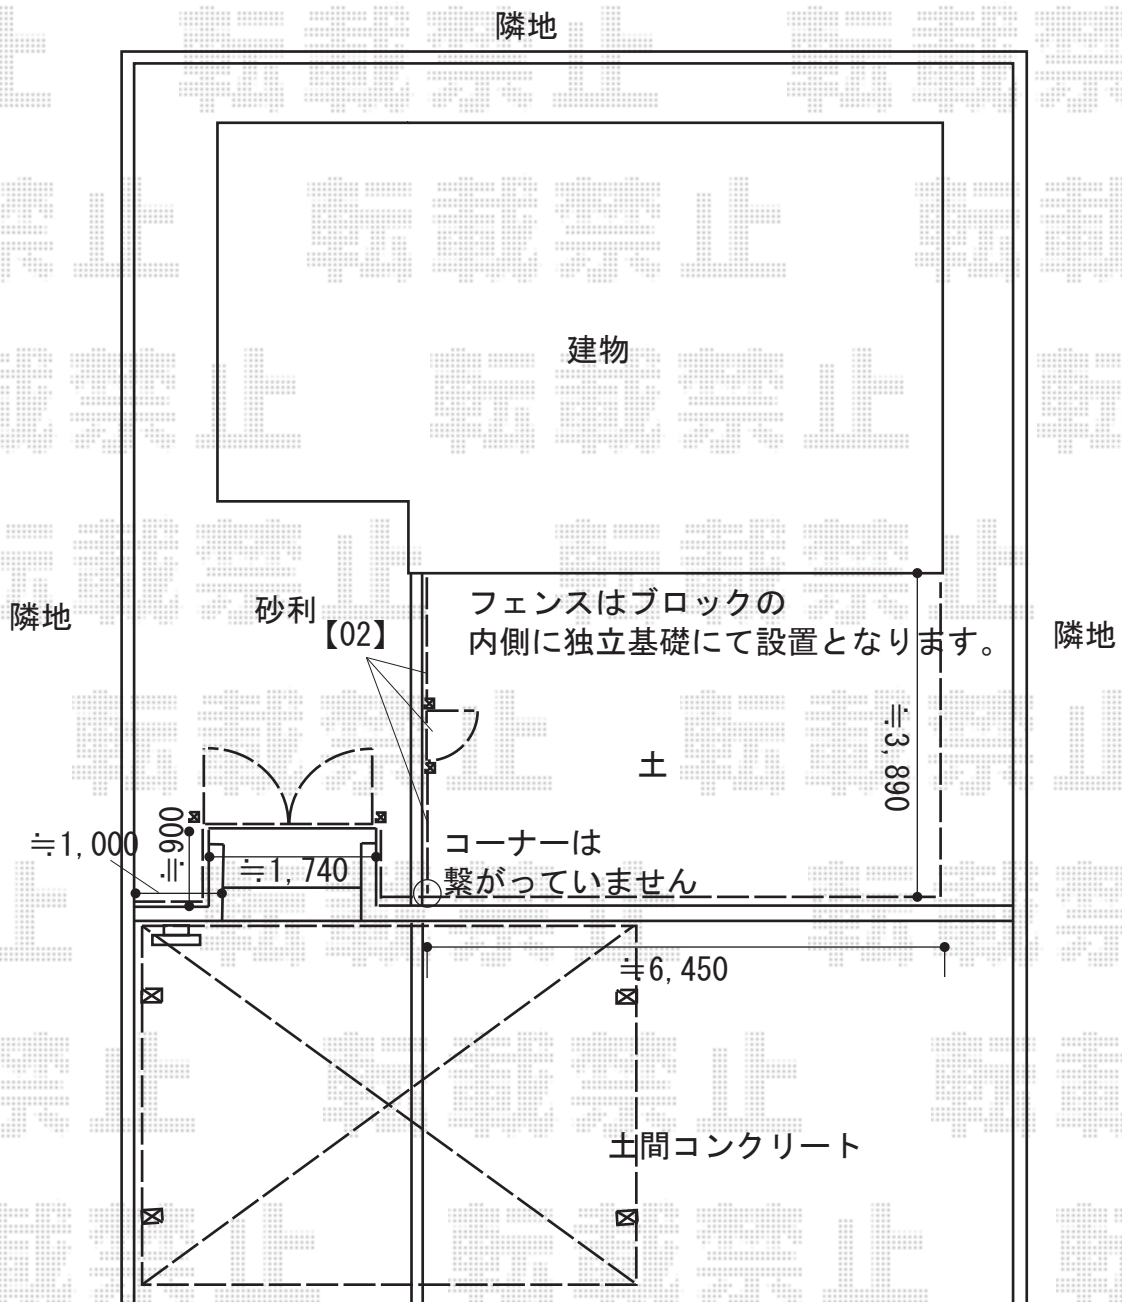 隣地
建物
隣地
砂利
【02】
フェンスはブロックの
内側に独立基礎にて設置となります。
隣地
≒3,890
土
≒1,000
≒600
≒1,740
コーナーは
繋がっていません
≒6,450
土間コンクリート
転載禁止